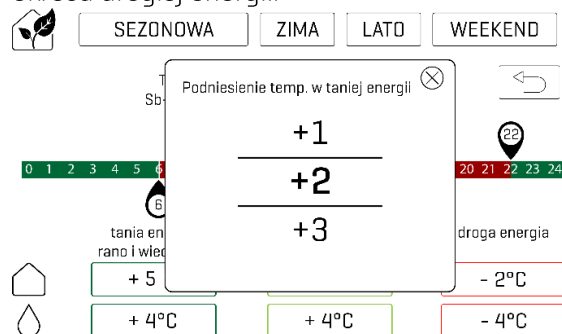 SEZONOWA ZIMA LATO WEEKEND
Podniesienie temp. w taniej energii
+1
22
+2
0 1 2 3 4 5 6 20 21 22 23 24
6
+3
droga energia
rano i
+ 5 - 2°C
+ 4°C + 4°C - 4°C